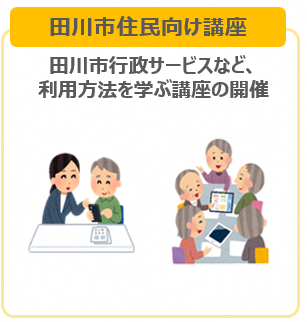 田川市住民向け講座
田川市行政サービスなど、
利用方法を学ぶ講座の開催